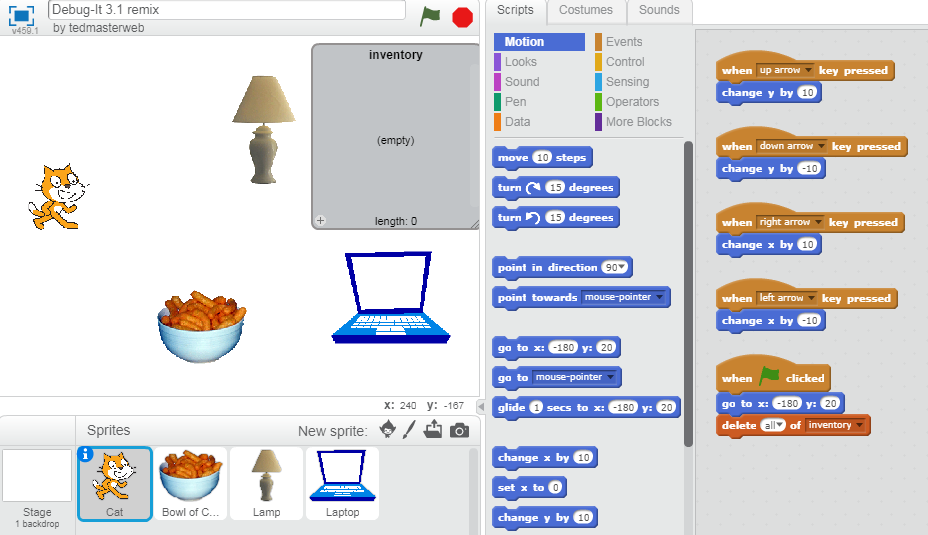 Debug-It 3.1 remix
by tedmasterweb
v459.1
inventory
(empty)
+
length: 0
x: 240 y: -167
Sprites
New sprite:
Stage
1 backdrop
Cat
Bowl of C...
Lamp
Laptop
Scripts
Costumes
Sounds
Motion
Looks
Sound
Pen
Data
Events
Control
Sensing
Operators
More Blocks
move 10 steps
turn 15 degrees
turn 15 degrees
point in direction 90
point towards mouse-pointer
go to x: -180 y: 20
go to mouse-pointer
glide 1 secs to x: -180 y: 20
change x by 10
set x to 0
change y by 10
when up arrow key pressed
change y by 10
when down arrow key pressed
change y by -10
when right arrow key pressed
change x by 10
when left arrow key pressed
change x by -10
when clicked
go to x: -180 y: 20
delete all of inventory